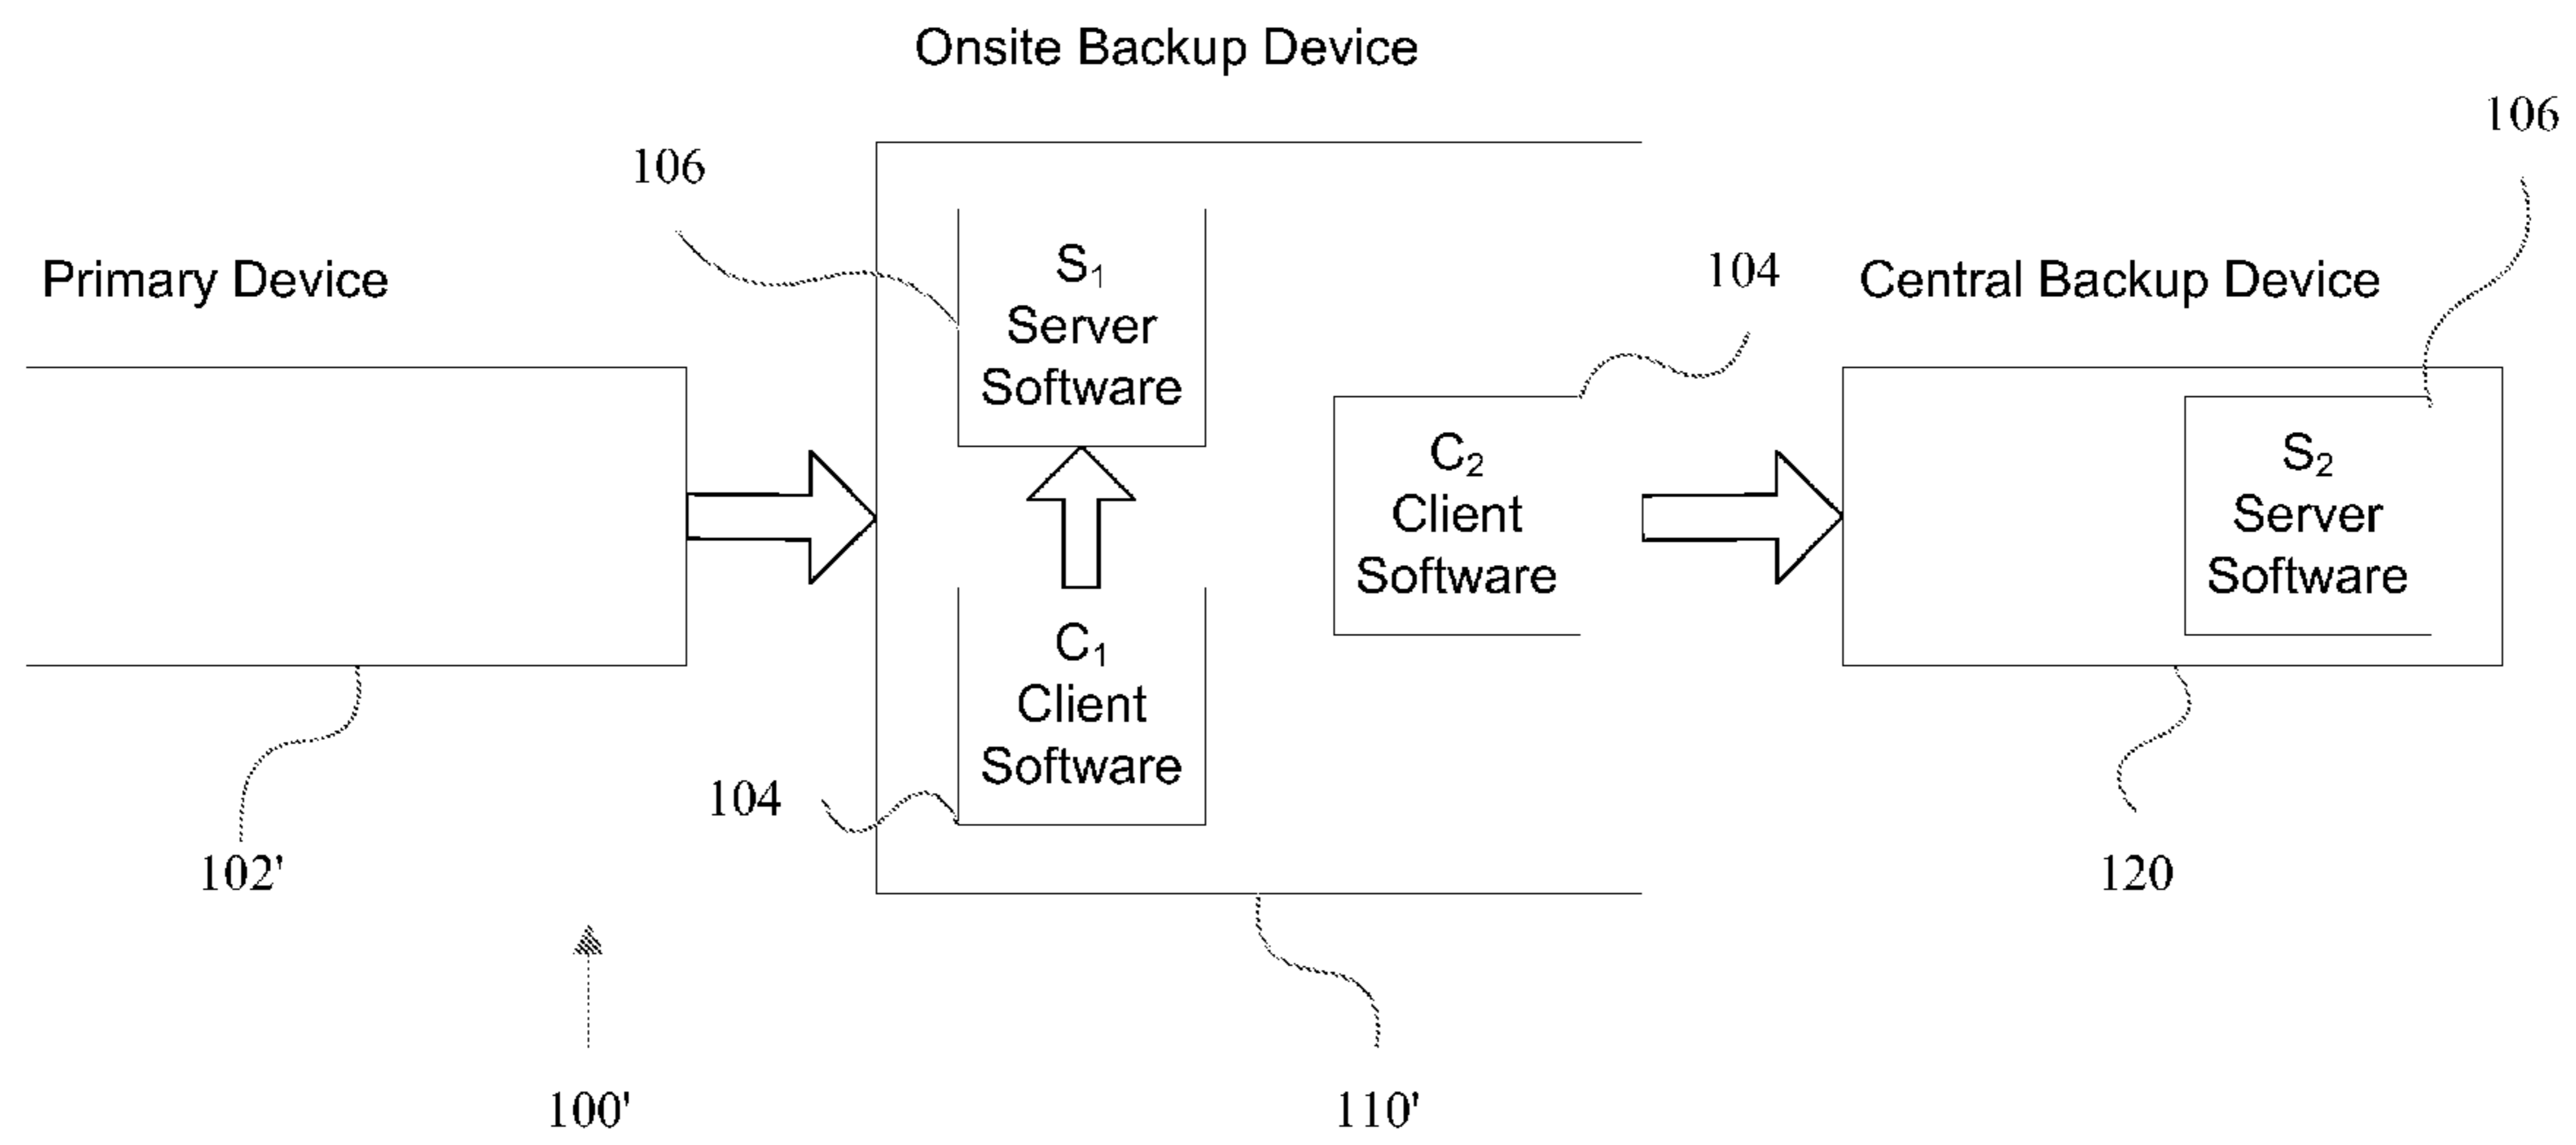 Onsite Backup Device
106
106
Primary Device
S₁
Server
Software
104
Central Backup Device
C₂
Client
Software
S₂
Server
Software
C₁
Client
Software
104
102'
120
100'
110'